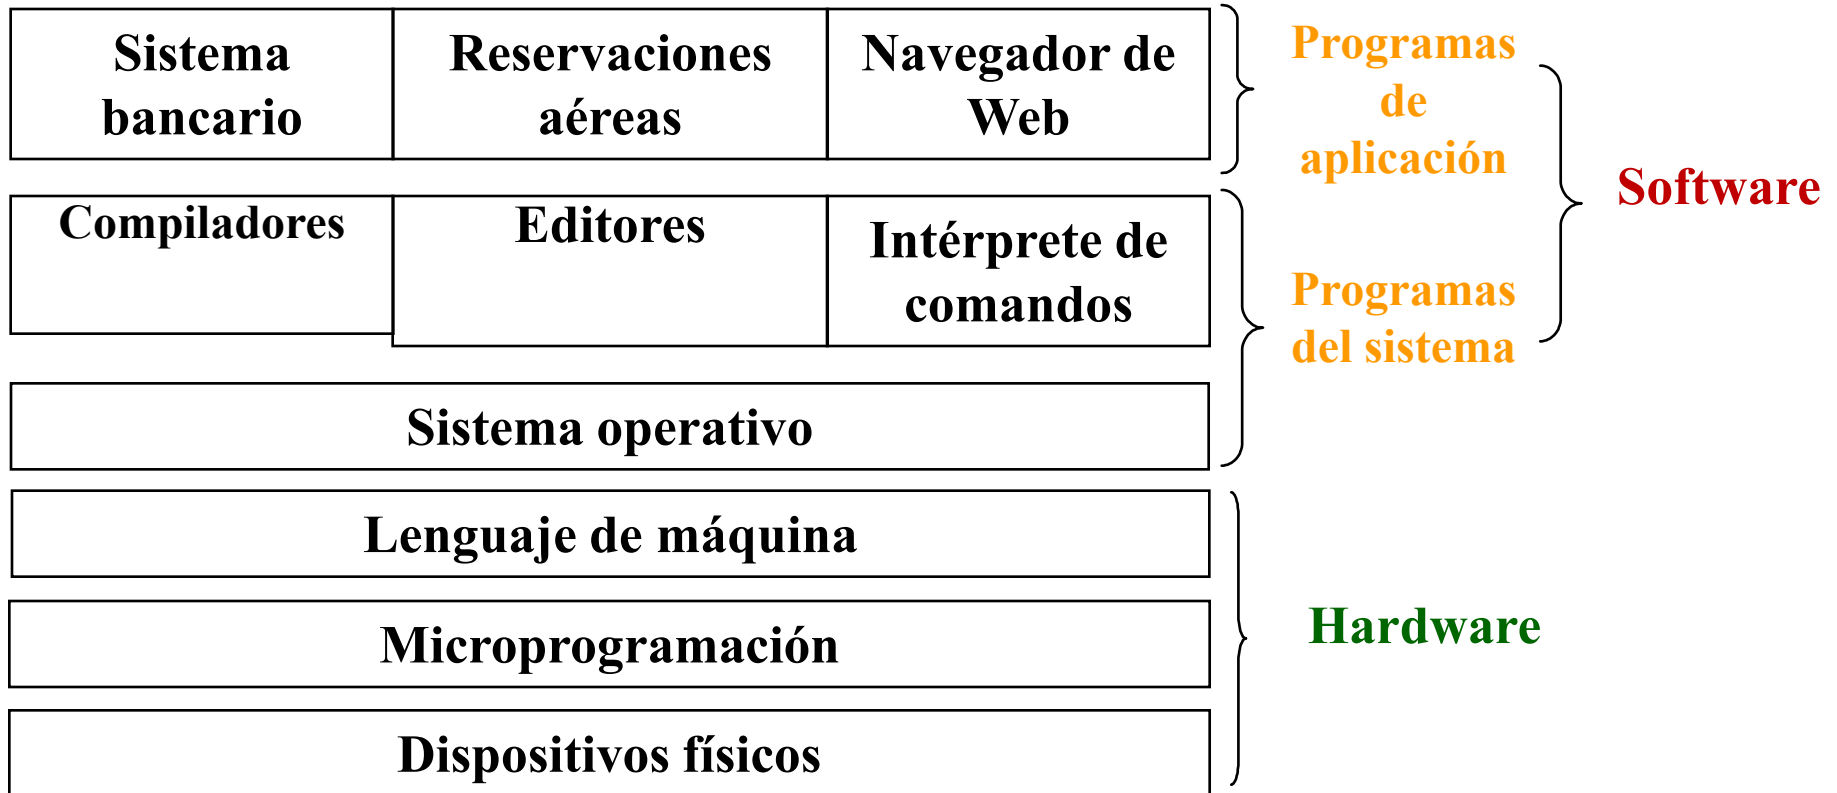 Sistema
bancario
Reservaciones
aéreas
Navegador de
Web
Programas
de
aplicación
Software
Compiladores
Editores
Intérprete de
comandos
Programas
del sistema
Sistema operativo
Lenguaje de máquina
Microprogramación
Hardware
Dispositivos físicos